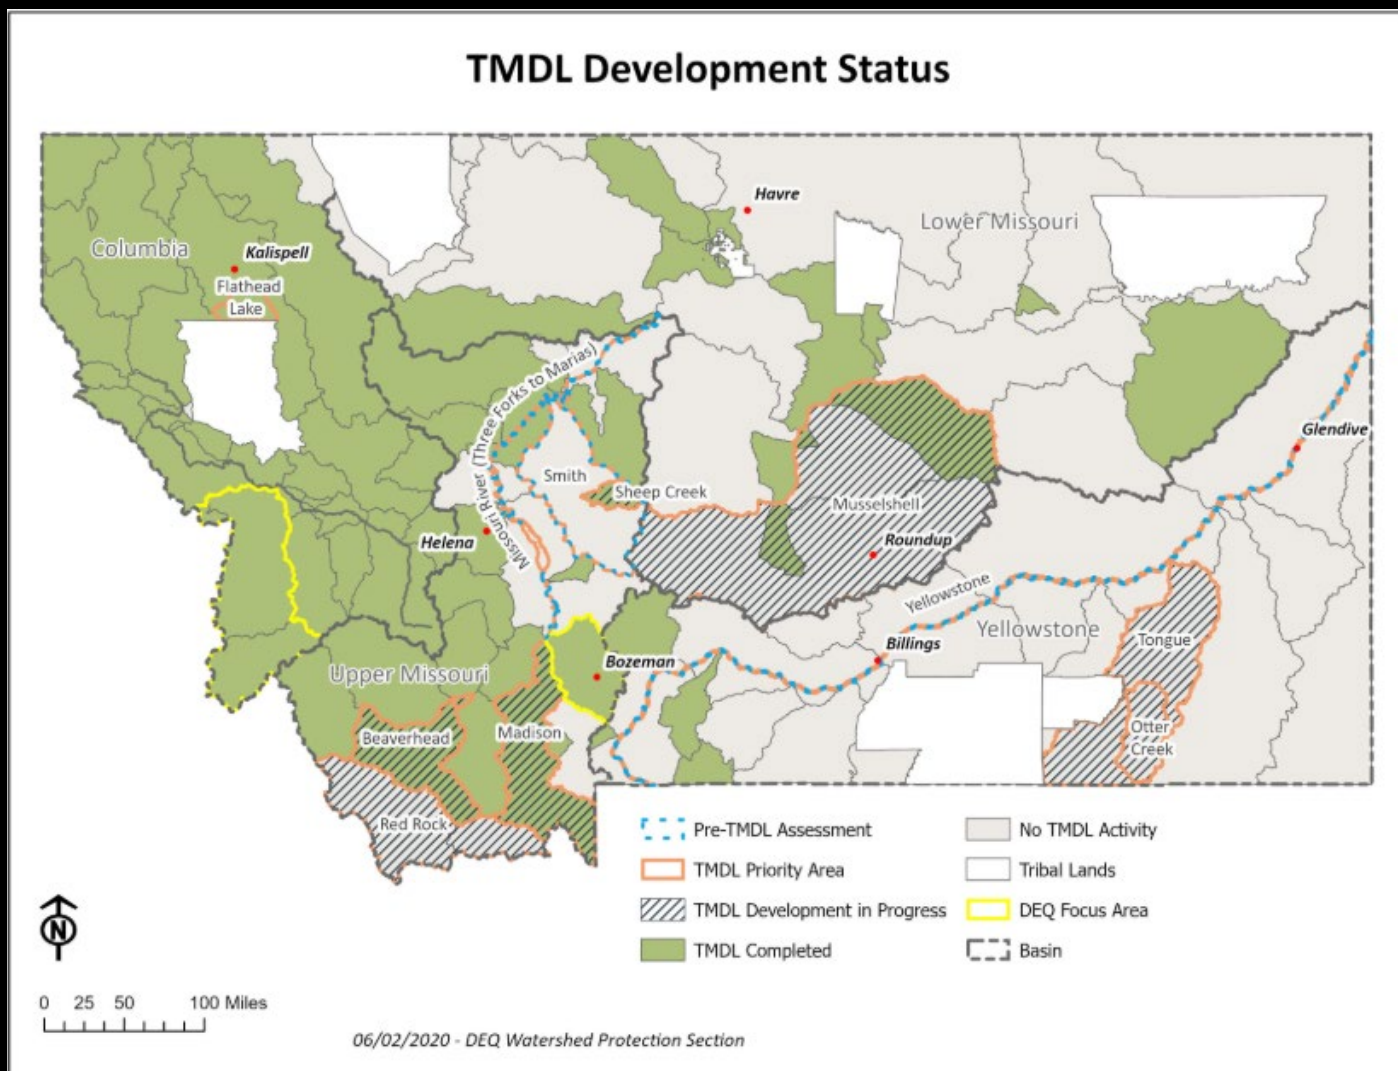 TMDL Development Status
Havre
Lower Missouri
Columbia
Kalispell
Flathead
Lake
Missouri River (Three Forks to Marias)
Glendive
Smith
Sheep Creek
Musselshell
Helena
Roundup
Yellowstone
Yellowstone
Billings
Tongue
Bozeman
Upper Missouri
Beaverhead
Madison
Otter
Creek
Red Rock
Pre-TMDL Assessment
TMDL Priority Area
TMDL Development in Progress
TMDL Completed
No TMDL Activity
Tribal Lands
DEQ Focus Area
Basin
N
0 25 50 100 Miles
06/02/2020 - DEQ Watershed Protection Section